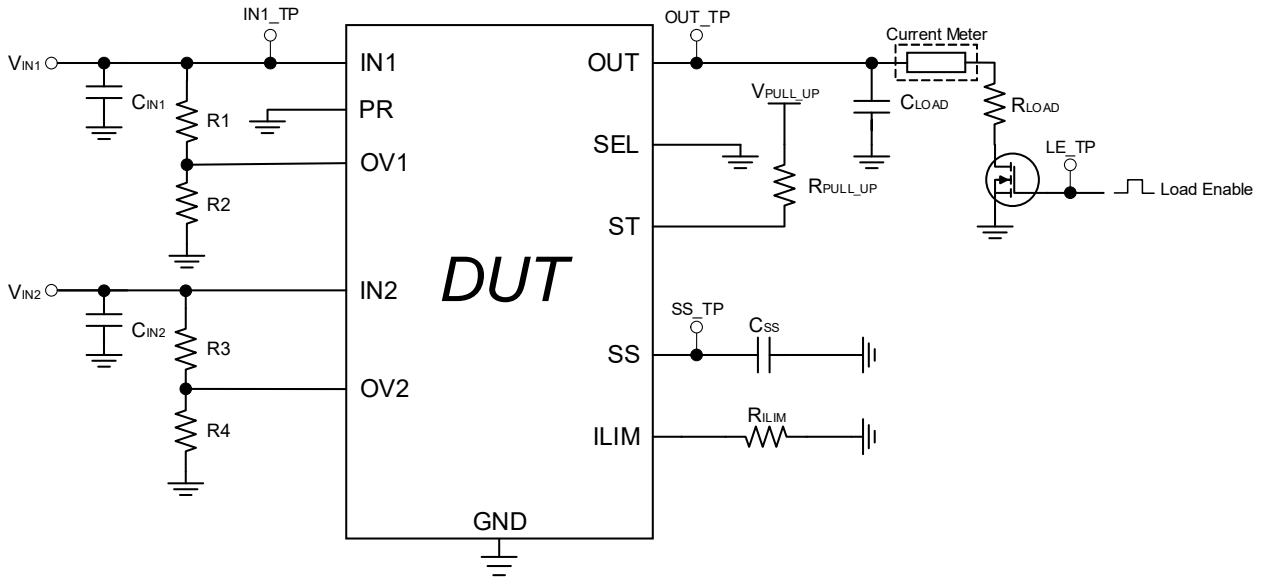 IN1_TP
OUT_TP
Current Meter
VIN1
IN1
OUT
CIN1
VPULL_UP
CLOAD
RLOAD
PR
R1
SEL
LE_TP
OV1
RPULL_UP
Load Enable
R2
ST
DUT
VIN2
IN2
CIN2
SS_TP
CSS
R3
SS
OV2
RILIM
R4
ILIM
GND